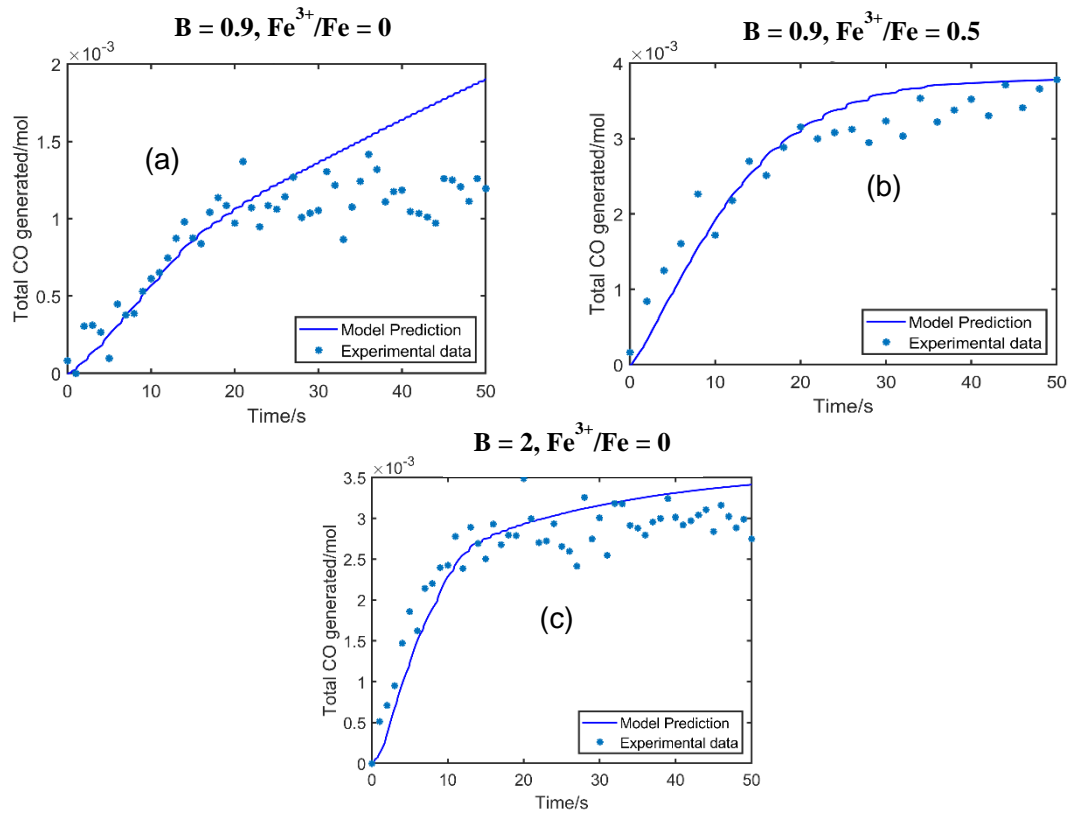 B = 0.9, Fe³⁺/Fe = 0
×10⁻³
2
1.5
1
0.5
0
Total CO generated/mol
(a)
Model Prediction
Experimental data
0 10 20 30 40 50
Time/s
B = 0.9, Fe³⁺/Fe = 0.5
×10⁻³
4
3
2
1
0
Total CO generated/mol
(b)
Model Prediction
Experimental data
0 10 20 30 40 50
Time/s
B = 2, Fe³⁺/Fe = 0
×10⁻³
3.5
3
2.5
2
1.5
1
0.5
0
Total CO generated/mol
(c)
Model Prediction
Experimental data
0 10 20 30 40 50
Time/s